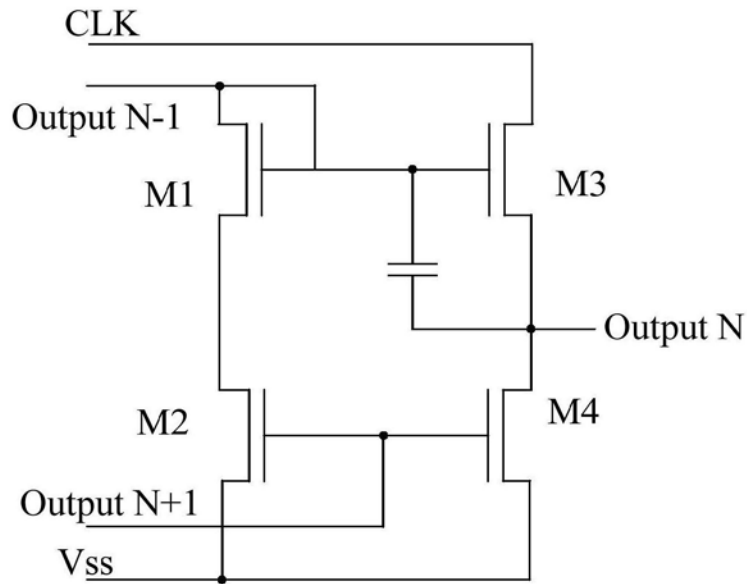 CLK
Output N-1
M1
M3
Output N
M2
M4
Output N+1
Vss